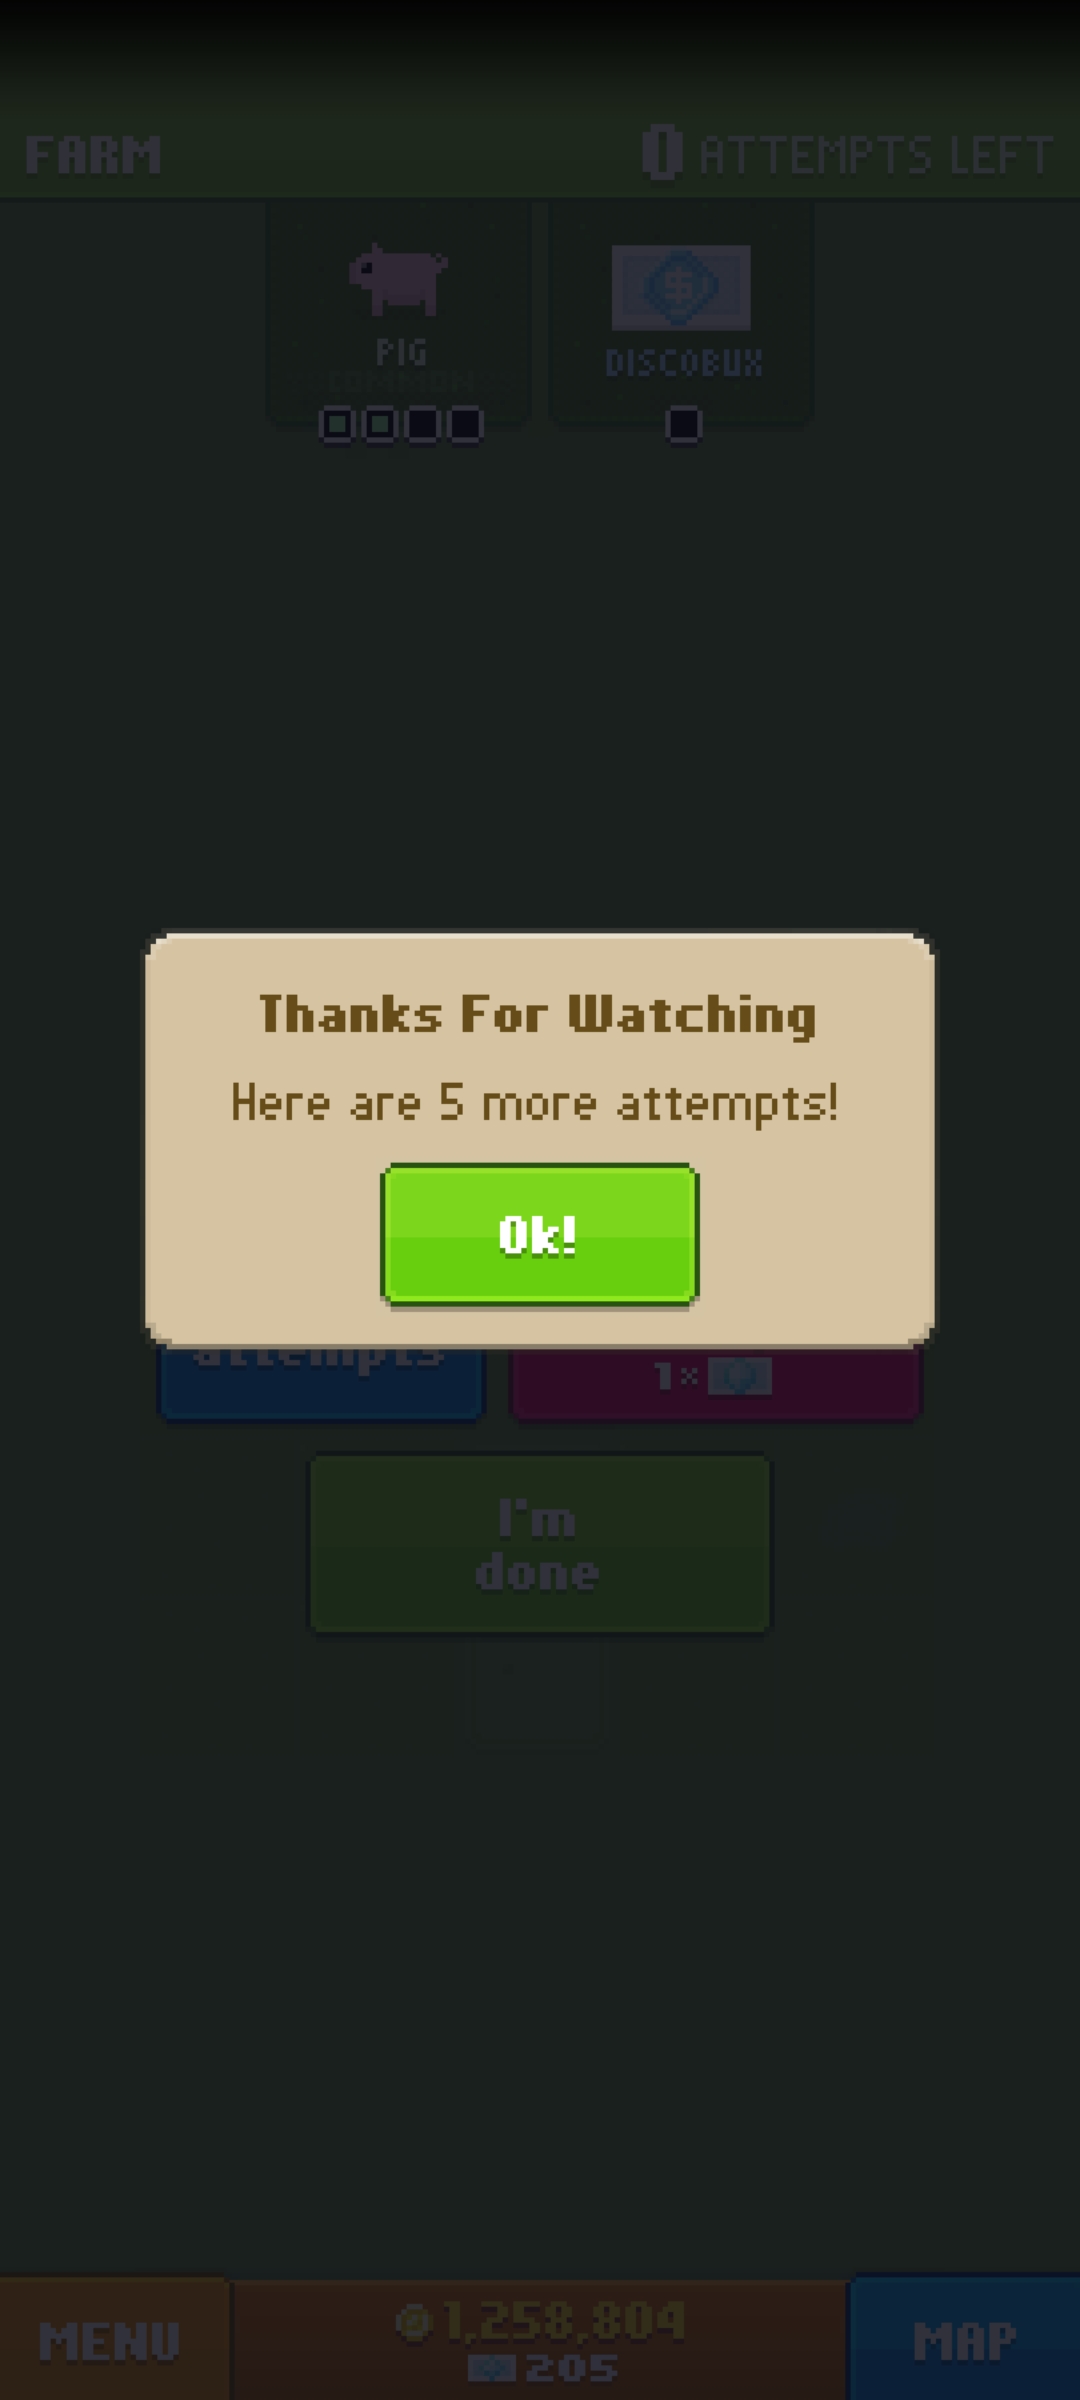 FARM
0 ATTEMPTS LEFT
PIG
COMMON
DISCOBUX
Thanks For Watching
Here are 5 more attempts!
Ok!
attempts
1×
I'm
done
MENU
1,258,804
205
MAP